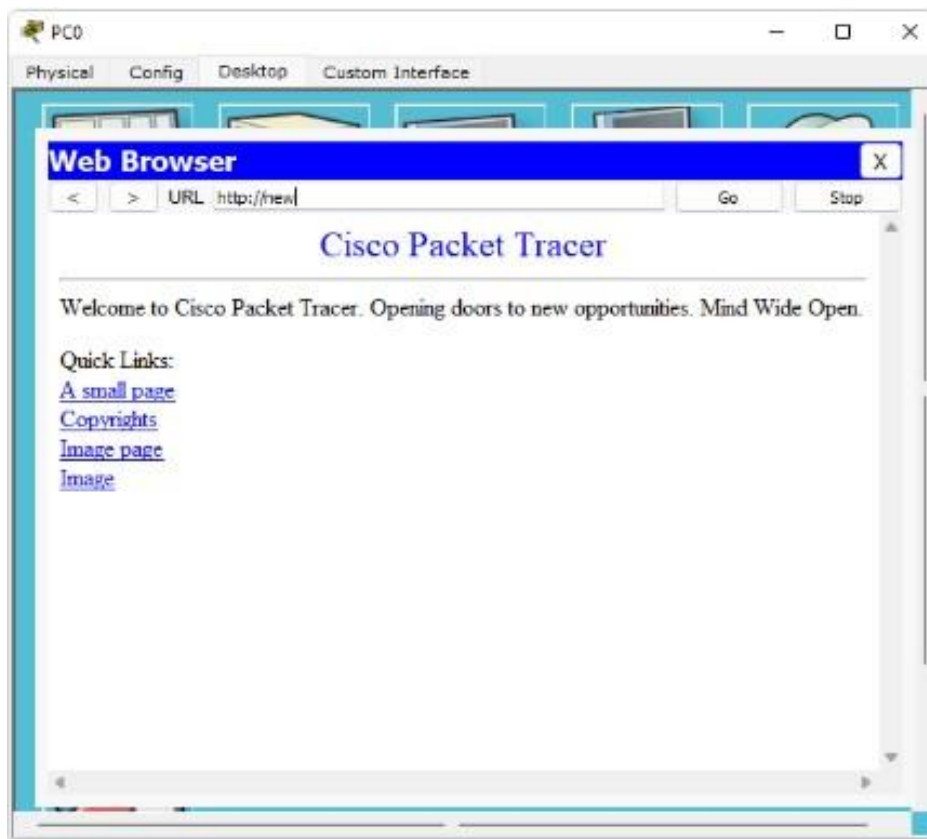 PC0
Physical Config Desktop Custom Interface
Web Browser X
< > URL http://new Go Stop
Cisco Packet Tracer
Welcome to Cisco Packet Tracer. Opening doors to new opportunities. Mind Wide Open.
Quick Links:
A small page
Copyrights
Image page
Image